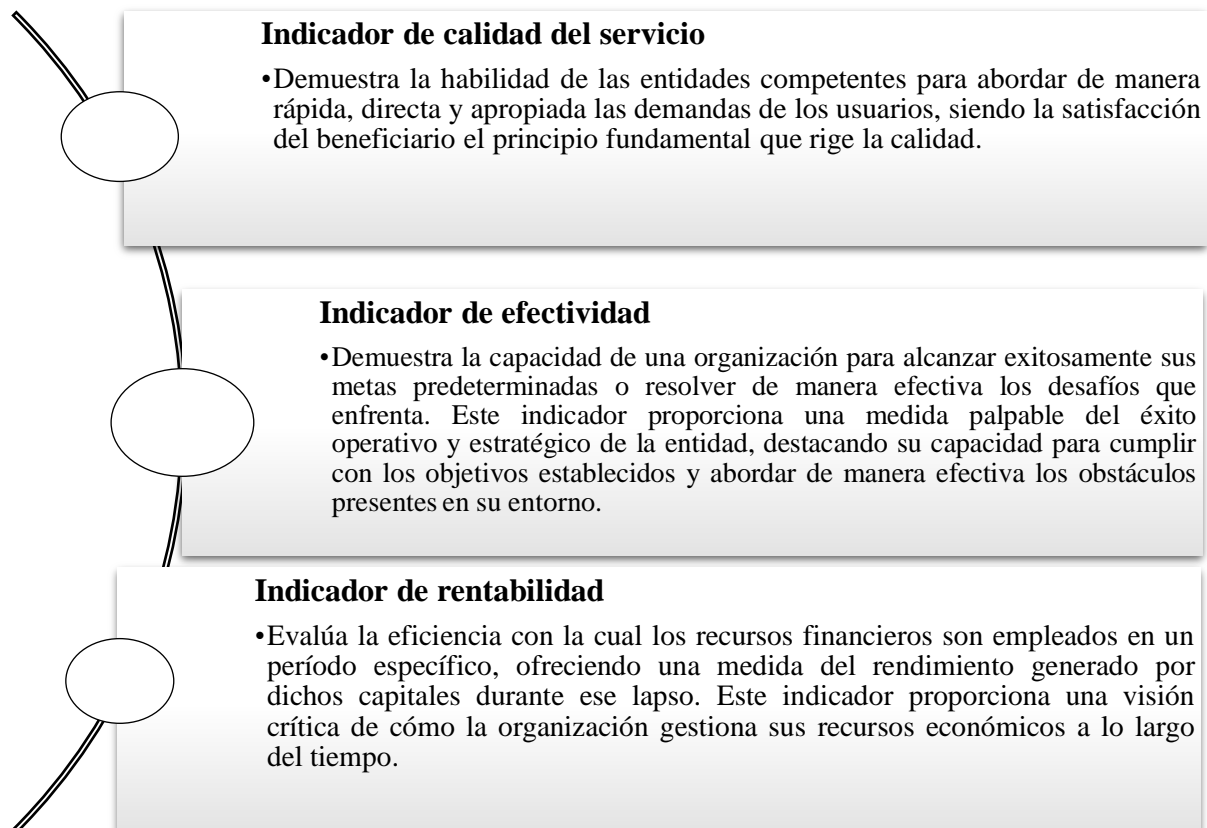 Indicador de calidad del servicio
•Demuestra la habilidad de las entidades competentes para abordar de manera
rápida, directa y apropiada las demandas de los usuarios, siendo la satisfacción
del beneficiario el principio fundamental que rige la calidad.
Indicador de efectividad
•Demuestra la capacidad de una organización para alcanzar exitosamente sus
metas predeterminadas o resolver de manera efectiva los desafíos que
enfrenta. Este indicador proporciona una medida palpable del éxito
operativo y estratégico de la entidad, destacando su capacidad para cumplir
con los objetivos establecidos y abordar de manera efectiva los obstáculos
presentes en su entorno.
Indicador de rentabilidad
•Evalúa la eficiencia con la cual los recursos financieros son empleados en un
período específico, ofreciendo una medida del rendimiento generado por
dichos capitales durante ese lapso. Este indicador proporciona una visión
crítica de cómo la organización gestiona sus recursos económicos a lo largo
del tiempo.